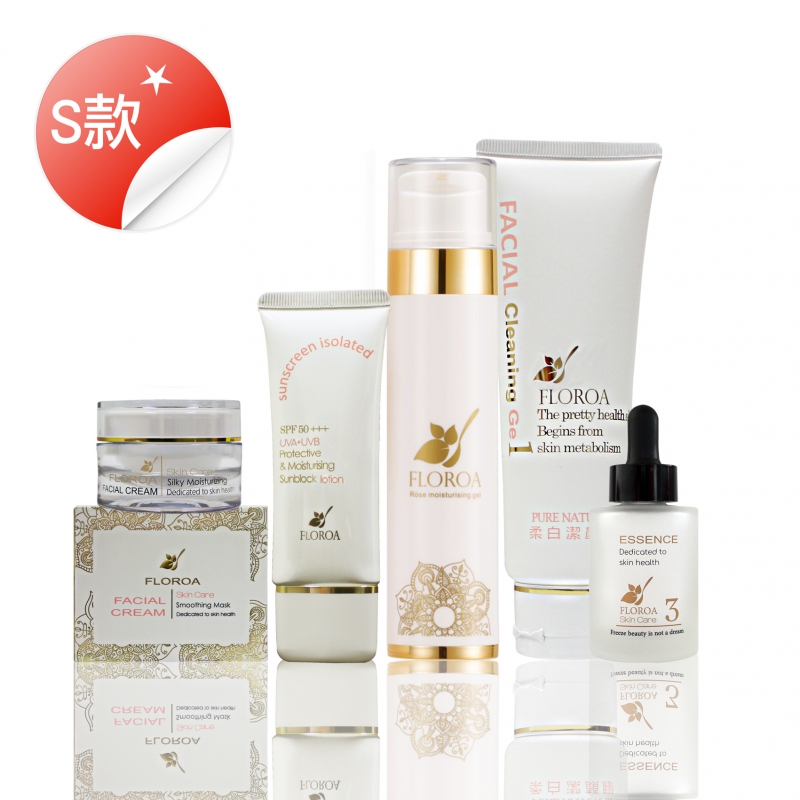 S款
FACIAL Cleaning Gel
FLOROA
The pretty health
Begins from
skin metabolism
PURE NATU
柔白潔
sunscreen isolated
SPF 50 +++
UVA+UVB
Protective
& Moisturising
Sunblock lotion
FLOROA
FLOROA
Rose moisturising gel
FLOROA
FACIAL CREAM
Skin Care
Silky Moisturizing
Dedicated to skin health
FLOROA
FACIAL
CREAM
Skin Care
Smoothing Mask
Dedicated to skin health
1
ESSENCE
Dedicated to
skin health
FLOROA
Skin Care
3
Freeze beauty is not a dream